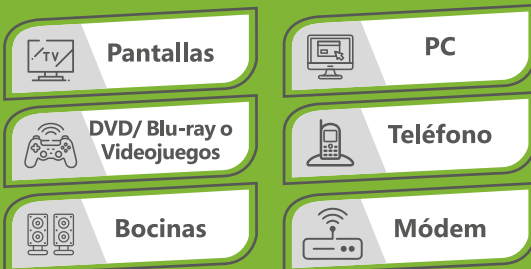 TV
Pantallas
PC
DVD/ Blu-ray o
Videojuegos
Teléfono
Bocinas
Módem